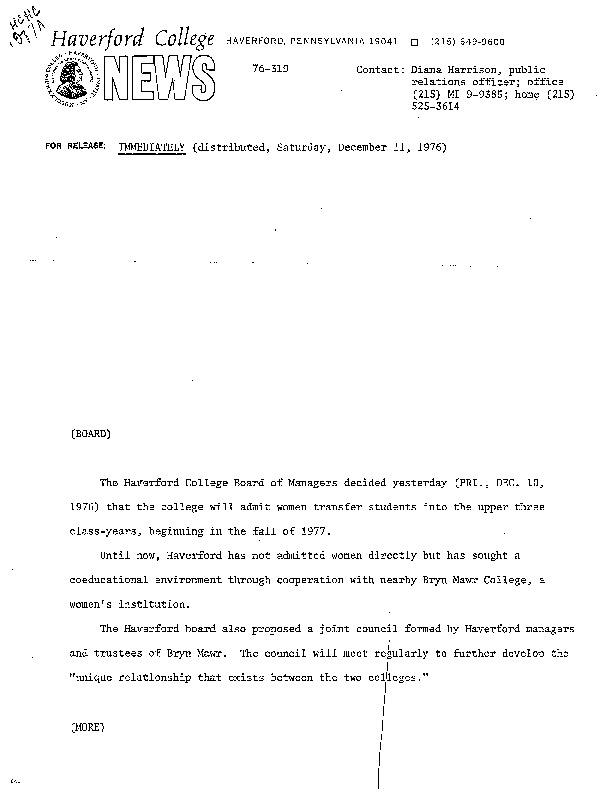 HCHC
1977A
Haverford College HAVERFORD, PENNSYLVANIA 19041 □ (215) 649-9600
NEWS
76-319
Contact: Diana Harrison, public
relations officer; office
(215) MI 9-9385; home (215)
525-3614
FOR RELEASE: IMMEDIATELY (distributed, Saturday, December 11, 1976)
(BOARD)
The Haverford College Board of Managers decided yesterday (FRI., DEC. 10,
1976) that the college will admit women transfer students into the upper three
class-years, beginning in the fall of 1977.
Until now, Haverford has not admitted women directly but has sought a
coeducational environment through cooperation with nearby Bryn Mawr College, a
women's institution.
The Haverford board also proposed a joint council formed by Haverford managers
and trustees of Bryn Mawr. The council will meet regularly to further develop the
"unique relationship that exists between the two colleges."
(MORE)